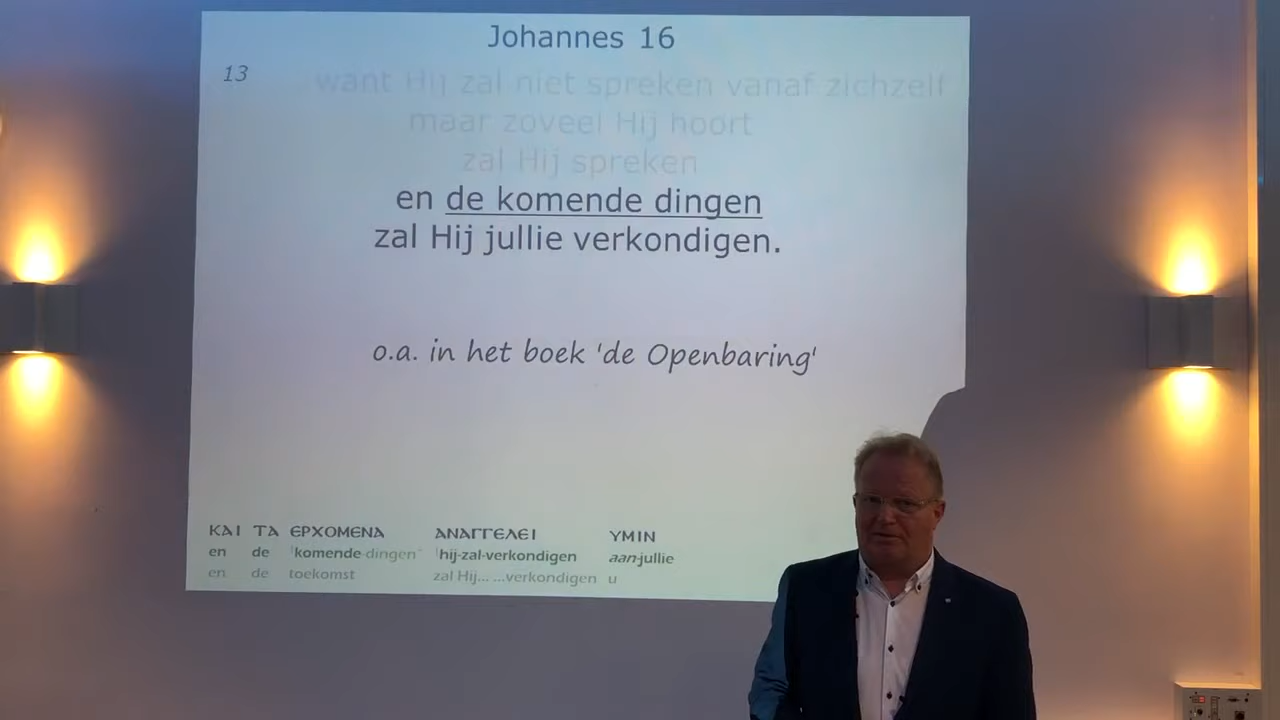 Johannes 16
13 want Hij zal niet spreken vanaf zichzelf
maar zoveel Hij hoort
zal Hij spreken
en de komende dingen
zal Hij jullie verkondigen.
o.a. in het boek 'de Openbaring'
ΚΑΙ ΤΑ ЄΡΧΟΜЄΝΑ ΑΝΑΓΓЄΛЄΙ ΥΜΙΝ
en de 'komende-dingen¨ 'hij-zal-verkondigen aan-jullie
en de toekomst zal Hij... ...verkondigen u